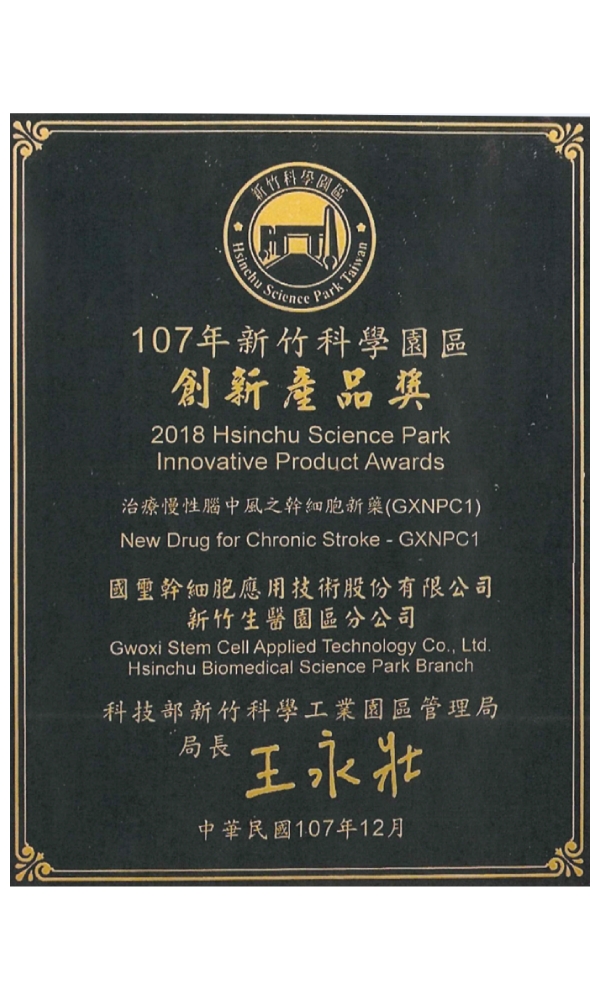 新竹科學園區
Hsinchu Science Park Taiwan
107年新竹科學園區
創新產品獎
2018 Hsinchu Science Park
Innovative Product Awards
治療慢性腦中風之幹細胞新藥(GXNPC1)
New Drug for Chronic Stroke - GXNPC1
國璽幹細胞應用技術股份有限公司
新竹生醫園區分公司
Gwoxi Stem Cell Applied Technology Co., Ltd.
Hsinchu Biomedical Science Park Branch
科技部新竹科學工業園區管理局
局長 王永壯
中華民國107年12月